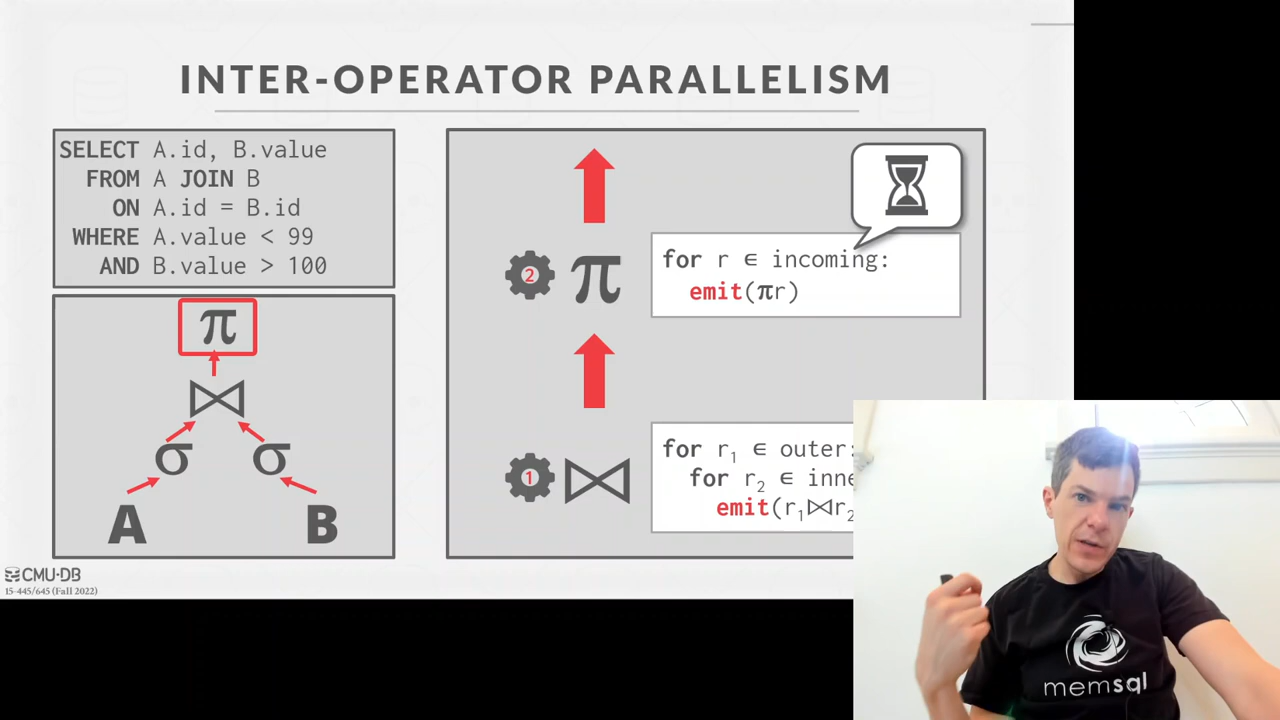 INTER-OPERATOR PARALLELISM
SELECT A.id, B.value
FROM A JOIN B
ON A.id = B.id
WHERE A.value < 99
AND B.value > 100
π
⋈
σ σ
A B
2 π
for r ∈ incoming:
emit(πr)
1 ⋈
for r₁ ∈ outer:
for r₂ ∈ inne
emit(r₁⋈r₂
CMU·DB
15-445/645 (Fall 2022)
memsql